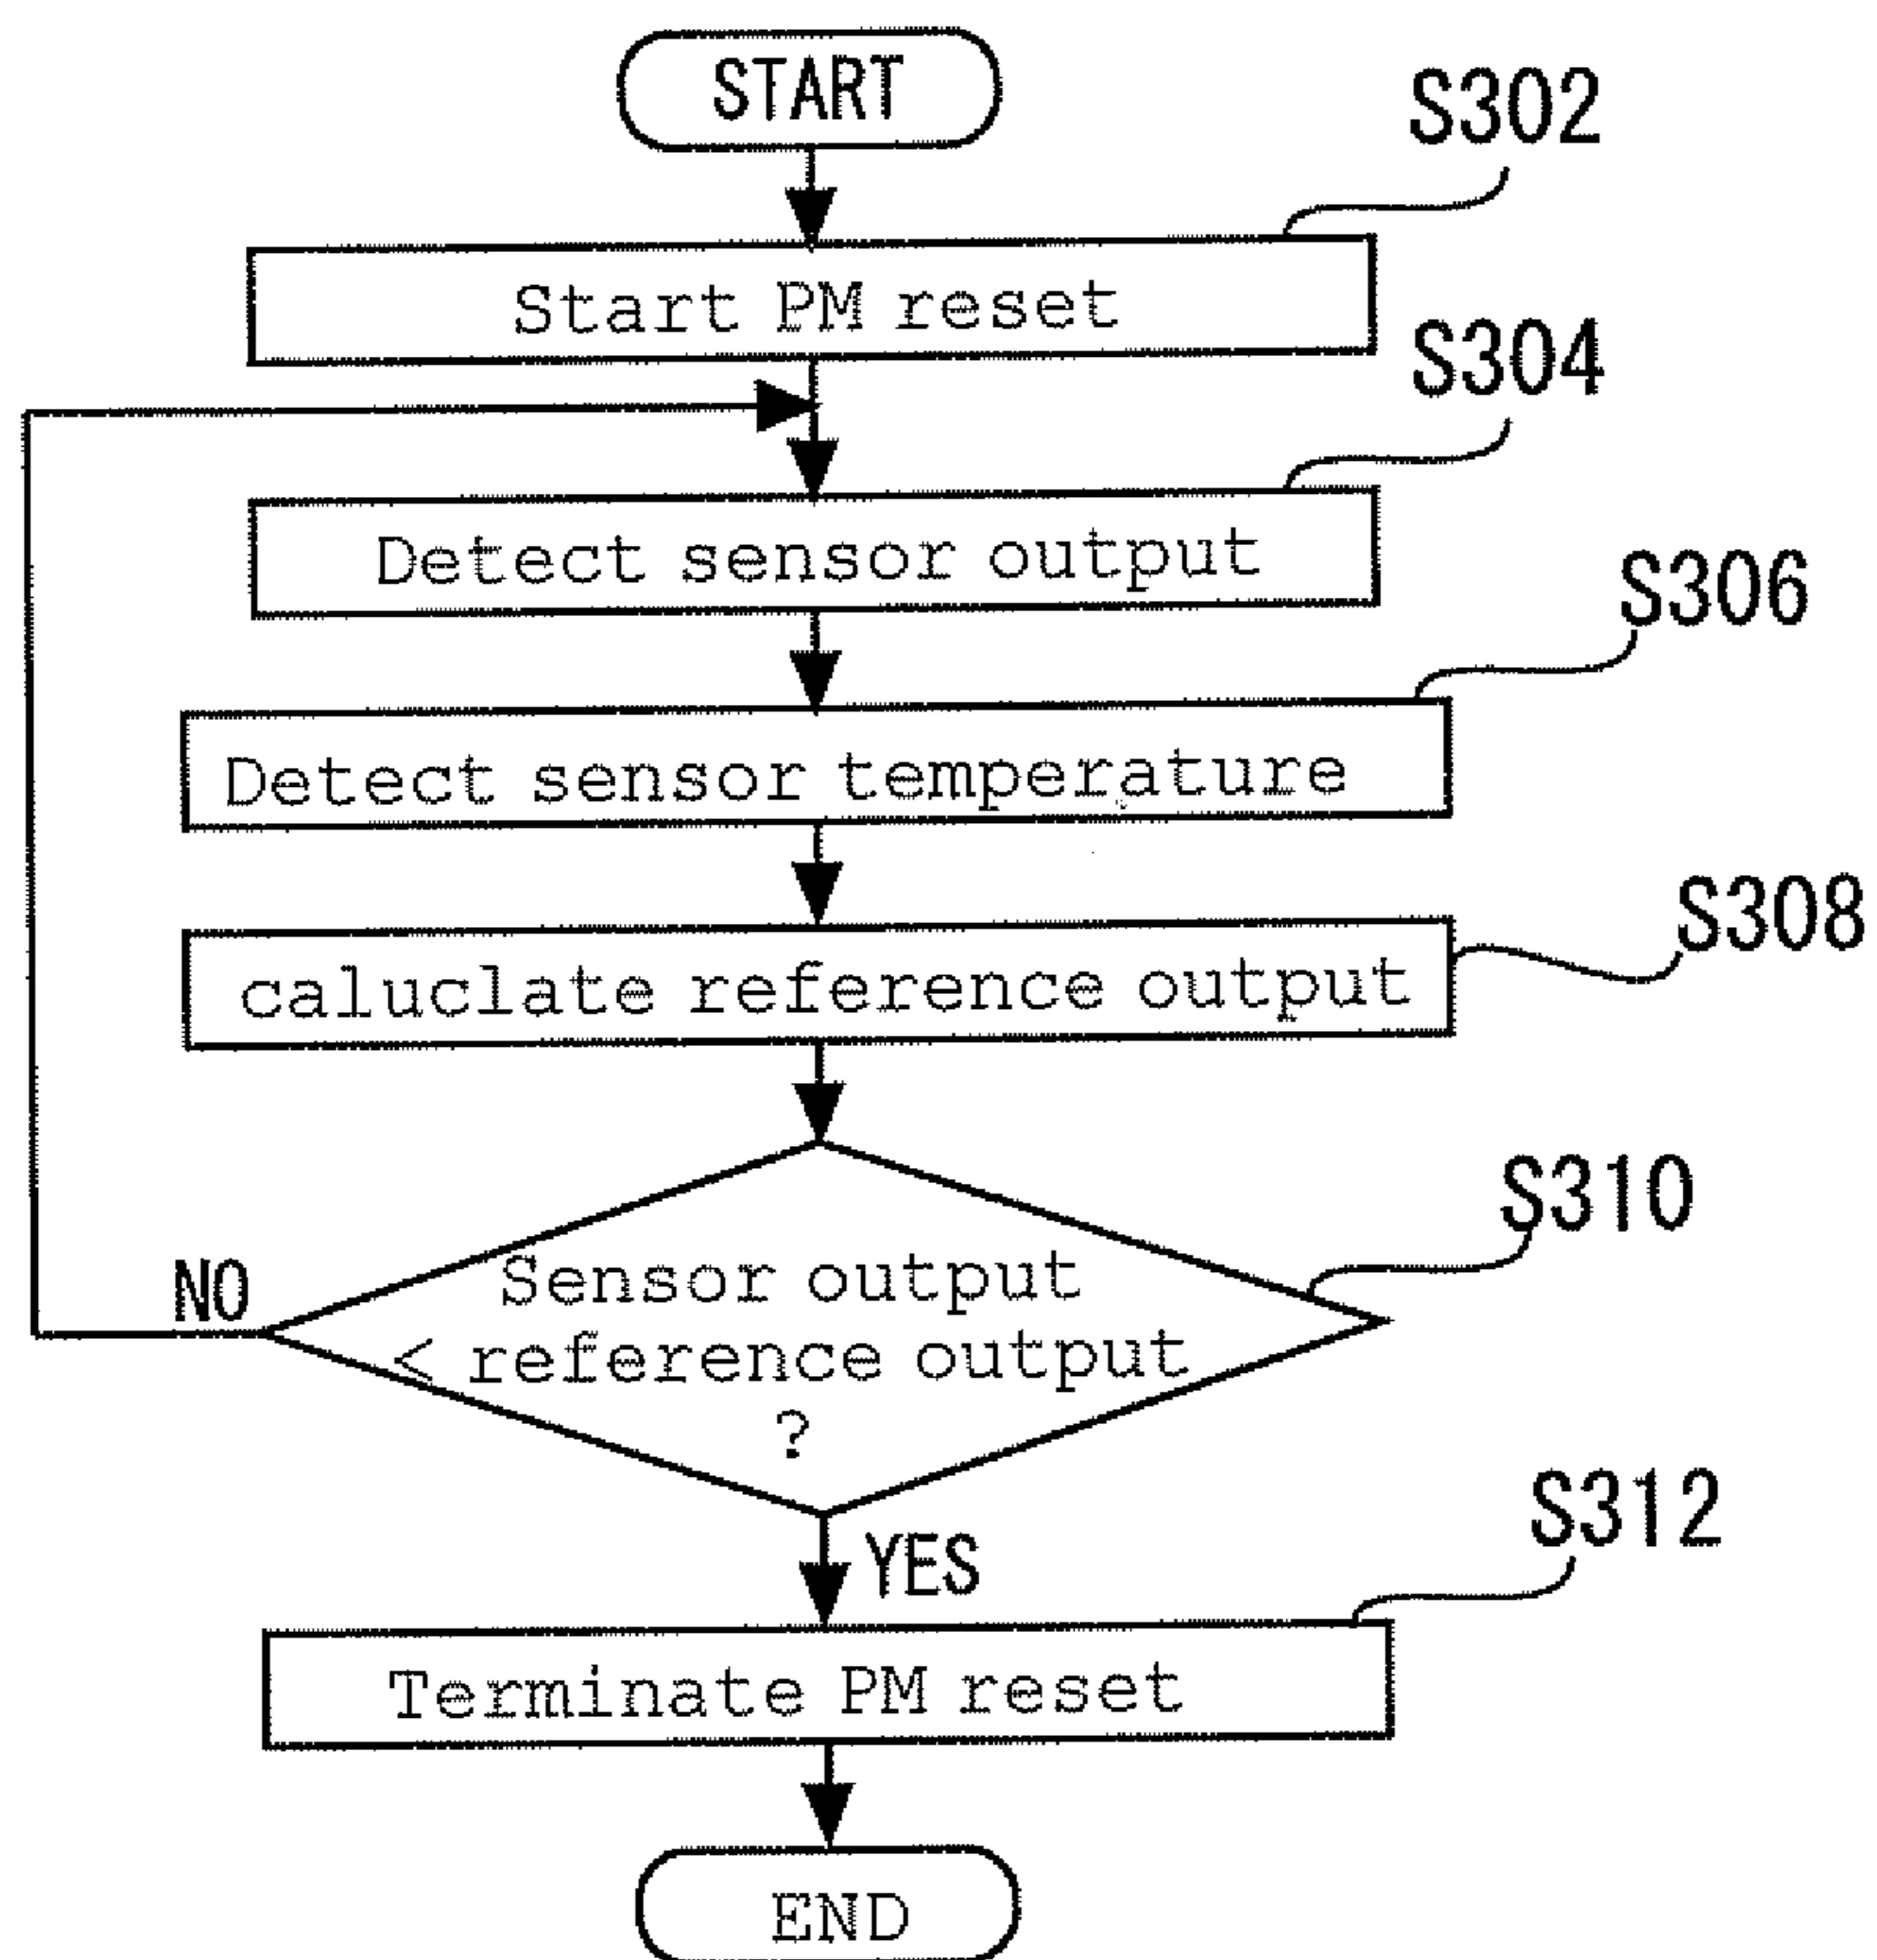 START
S302
Start PM reset
S304
Detect sensor output
S306
Detect sensor temperature
S308
caluclate reference output
S310
Sensor output
< reference output
?
NO
YES
S312
Terminate PM reset
END